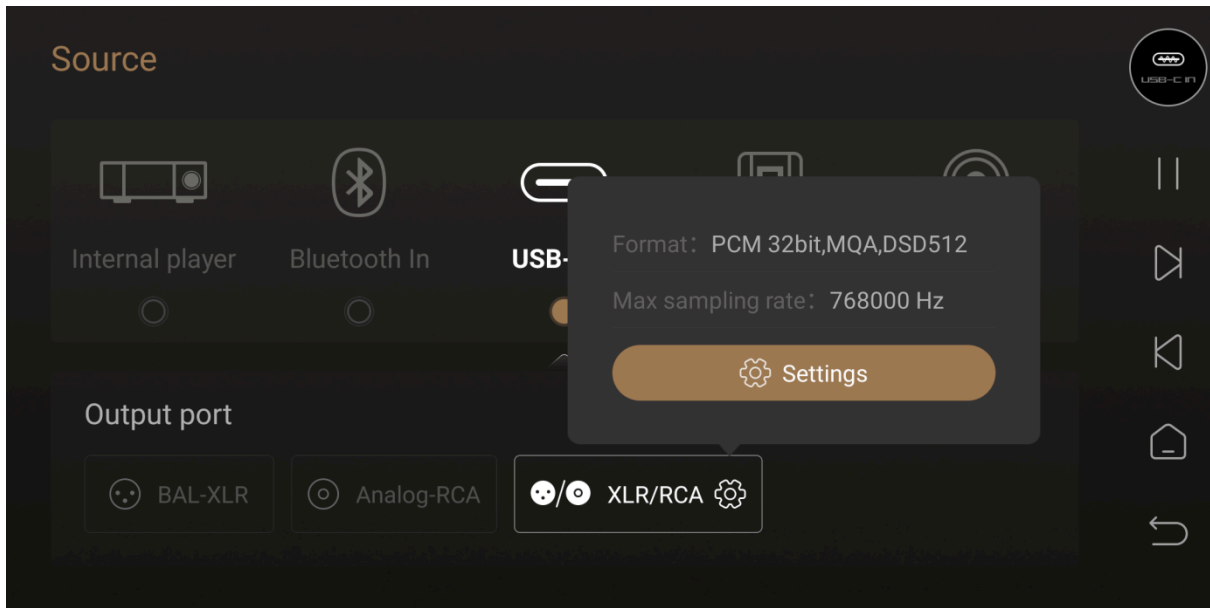 Source
USB-C IN
Internal player
Bluetooth In
USB-
Format: PCM 32bit,MQA,DSD512
Max sampling rate: 768000 Hz
Settings
Output port
BAL-XLR
Analog-RCA
XLR/RCA